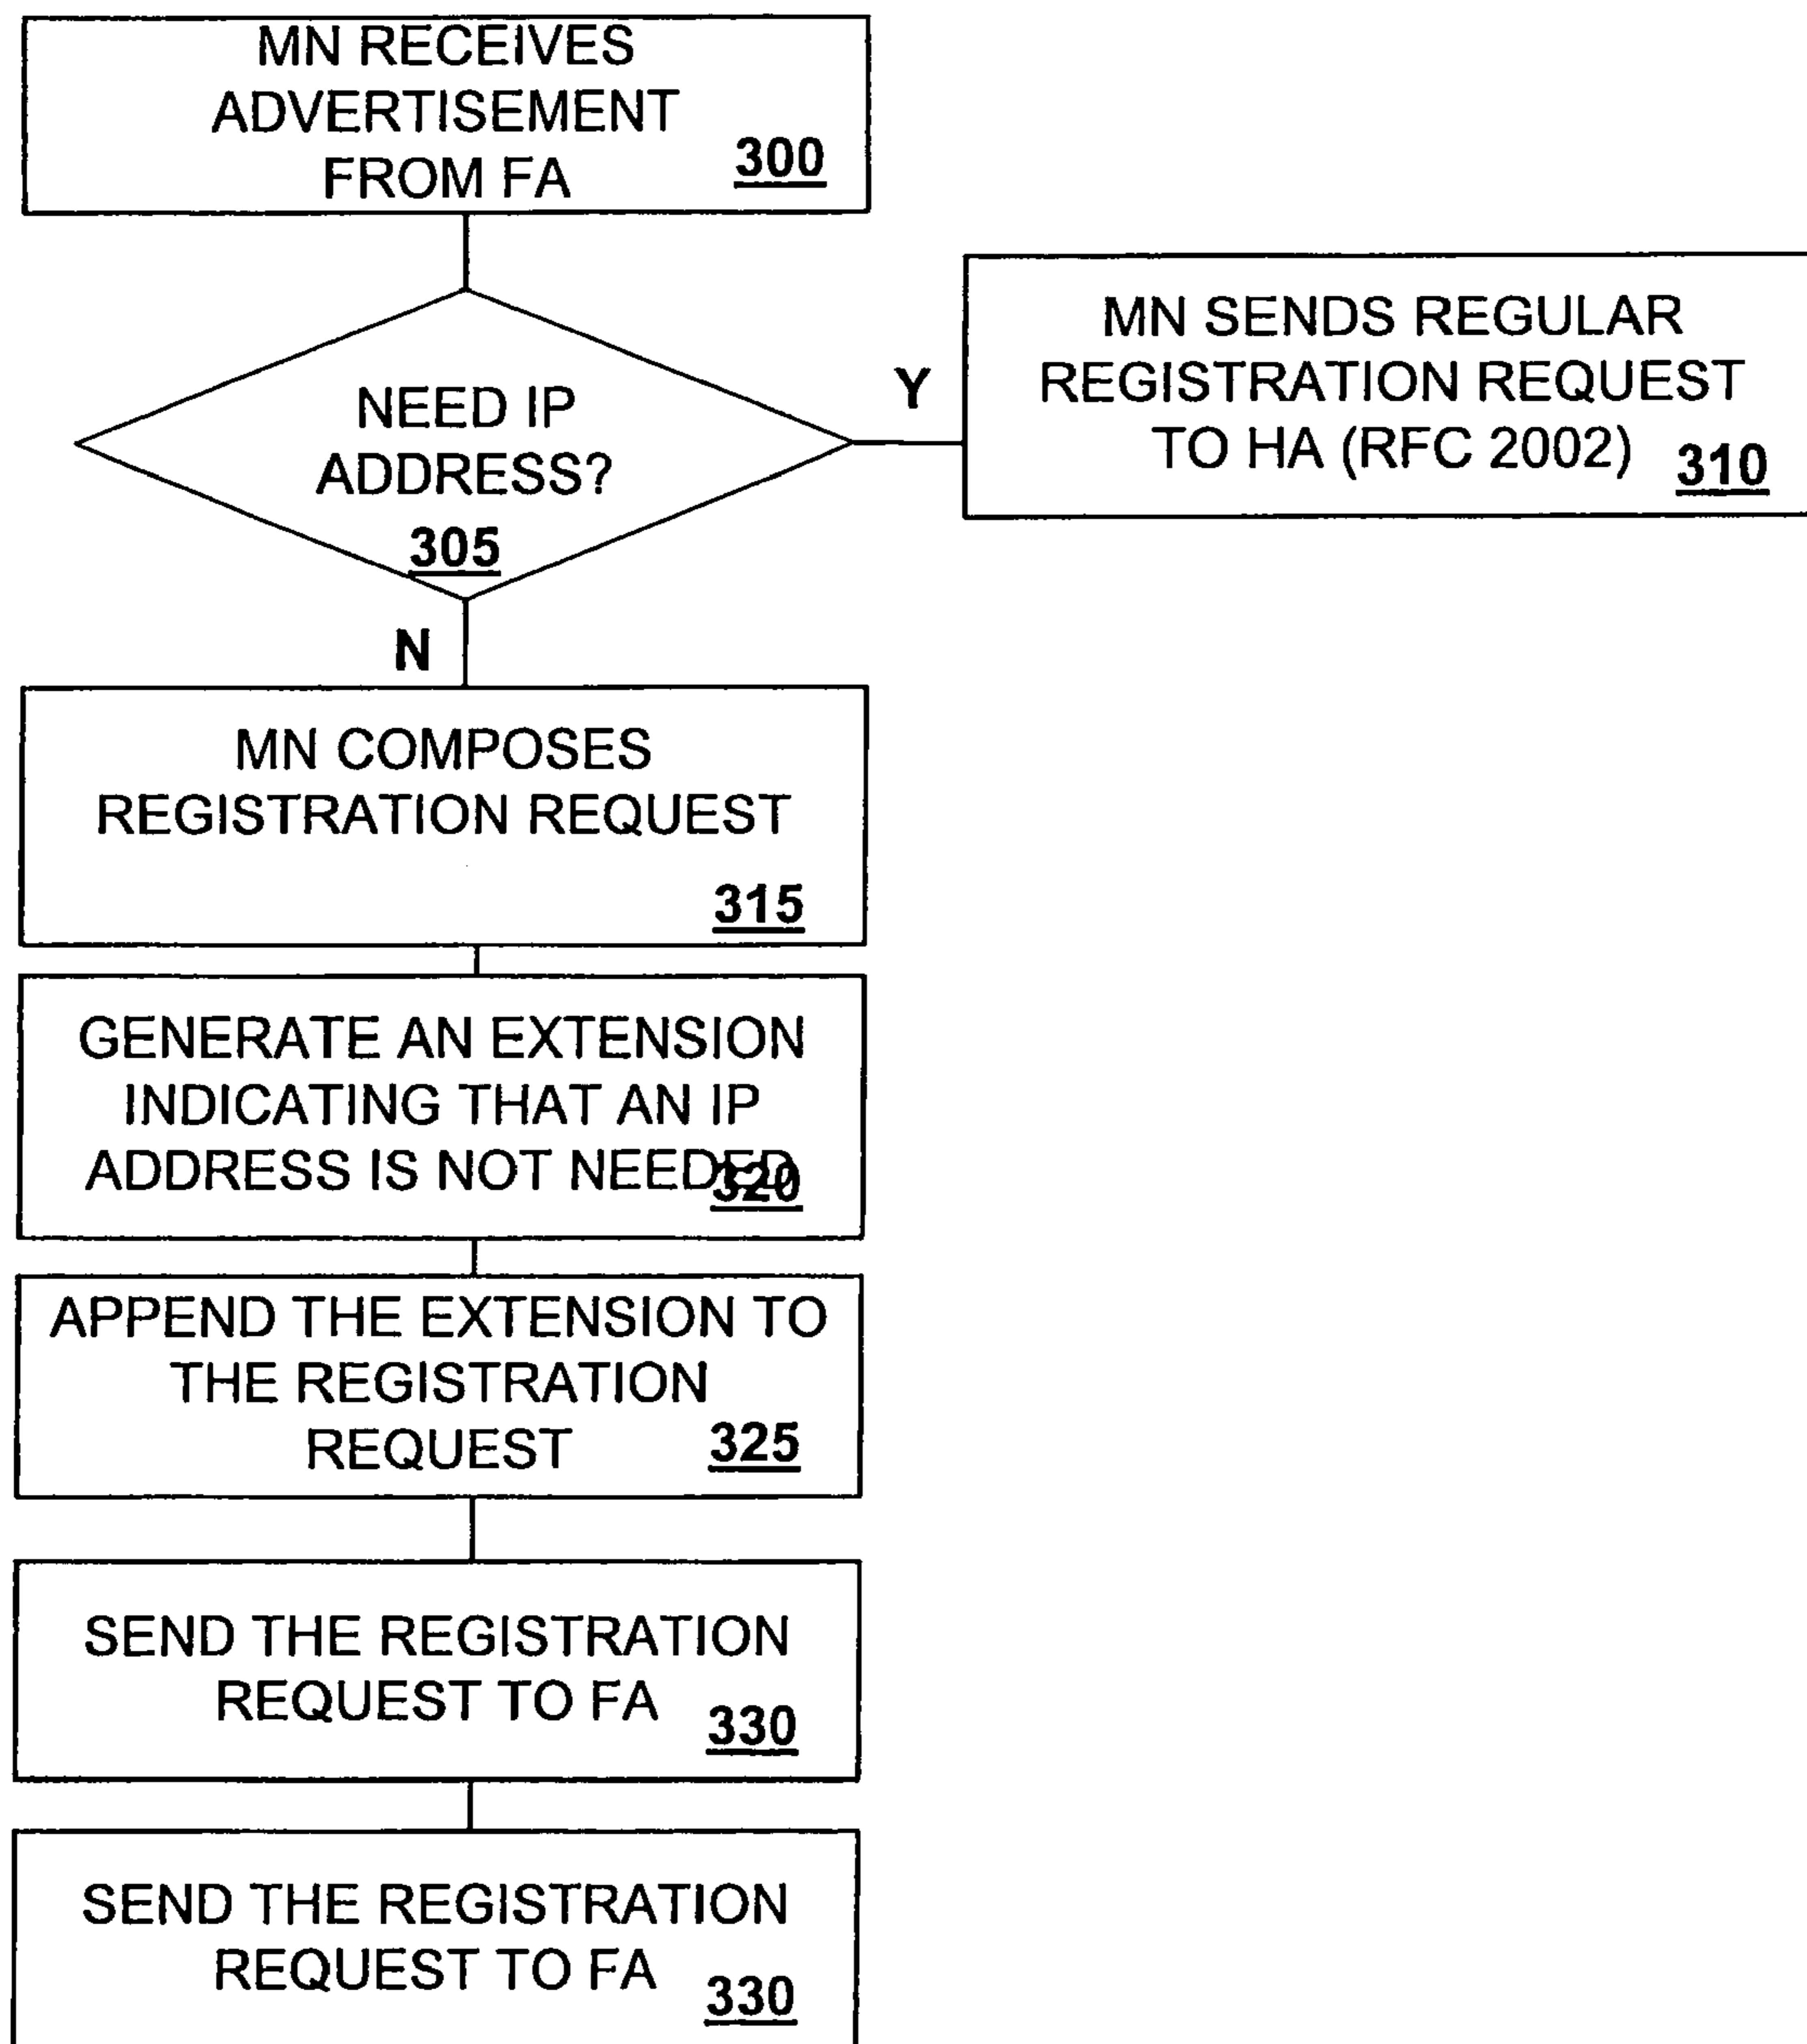 MN RECEIVES
ADVERTISEMENT
FROM FA
300
NEED IP
ADDRESS?
305
Y
MN SENDS REGULAR
REGISTRATION REQUEST
TO HA (RFC 2002)
310
N
MN COMPOSES
REGISTRATION REQUEST
315
GENERATE AN EXTENSION
INDICATING THAT AN IP
ADDRESS IS NOT NEEDED
320
APPEND THE EXTENSION TO
THE REGISTRATION
REQUEST
325
SEND THE REGISTRATION
REQUEST TO FA
330
SEND THE REGISTRATION
REQUEST TO FA
330